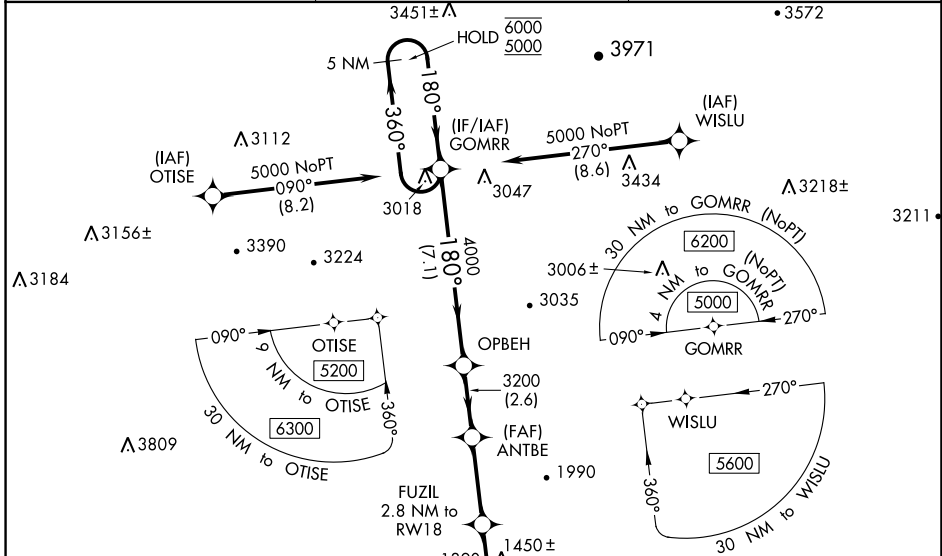 3451±
3572
HOLD
6000
5000
3971
5 NM
180°
360°
(IF/IAF)
GOMRR
(IAF)
WISLU
5000 NoPT
270°
(8.6)
3112
(IAF)
OTISE
5000 NoPT
090°
(8.2)
3018
3047
3434
3218±
3211
3156±
3390
3224
3184
4000
180°
(7.1)
30 NM to GOMRR (NoPT)
6200
3006±
4 NM to GOMRR (NoPT)
5000
3035
090°
270°
GOMRR
090°
OTISE
9 NM to OTISE
5200
OPBEH
3200
(2.6)
360°
30 NM to OTISE
6300
270°
WISLU
5600
360°
30 NM to WISLU
3809
(FAF)
ANTBE
1990
FUZIL
2.8 NM to
RW18
1450±